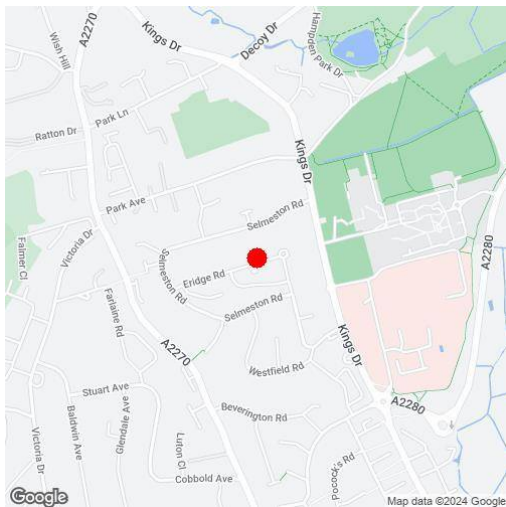 A2270
Wish Hill
Kings Dr
Decoy Dr
Hampden Park Dr
Park Ln
Ratton Dr
Kings Dr
Park Ave
Selmeston Rd
Victoria Dr
Falmer Cl
Selmeston Rd
Eridge Rd
A2280
Farlaine Rd
Selmeston Rd
A2270
Kings Dr
Westfield Rd
Stuart Ave
A2280
Beverington Rd
Baldwin Ave
Glendale Ave
Victoria Dr
Luton Cl
Pocock's Rd
Cobbold Ave
Google
Map data ©2024 Google